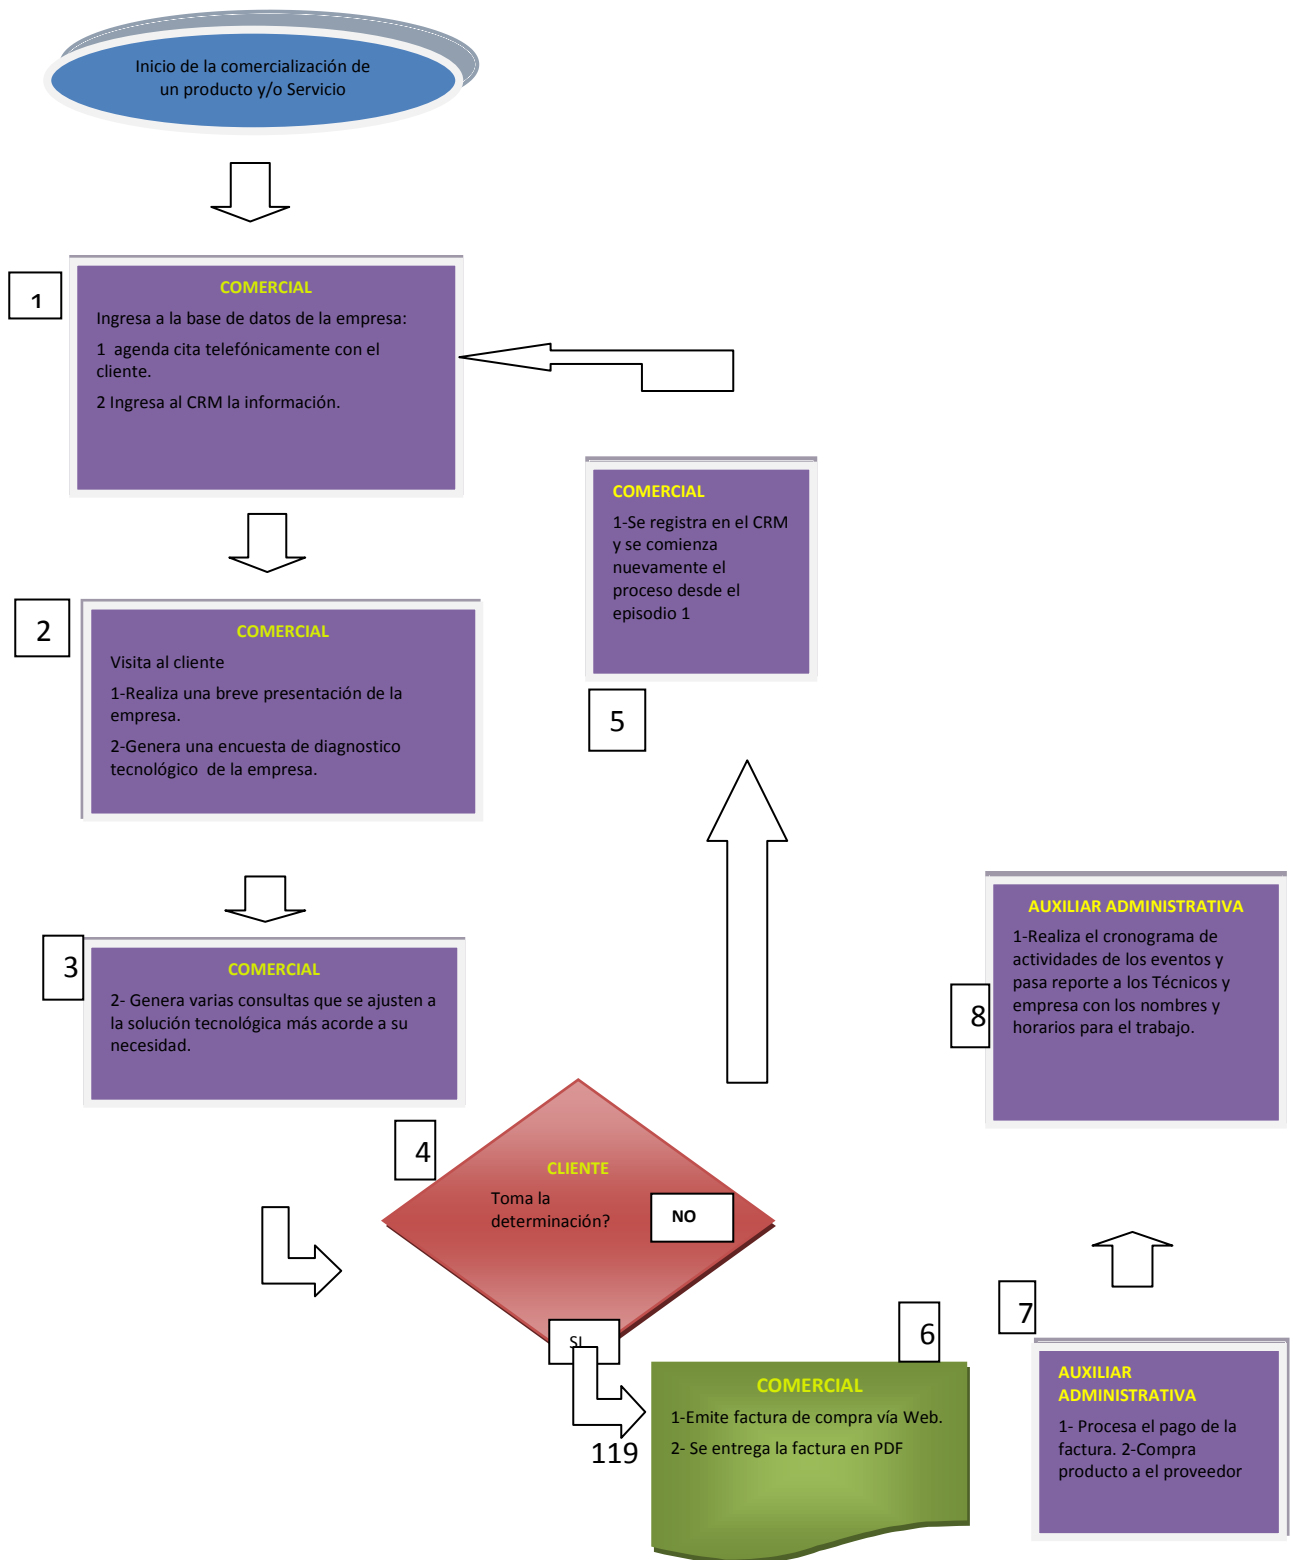 Inicio de la comercialización de
un producto y/o Servicio
1
COMERCIAL
Ingresa a la base de datos de la empresa:
1 agenda cita telefónicamente con el
cliente.
2 Ingresa al CRM la información.
2
COMERCIAL
Visita al cliente
1-Realiza una breve presentación de la
empresa.
2-Genera una encuesta de diagnostico
tecnológico de la empresa.
3
COMERCIAL
2- Genera varias consultas que se ajusten a
la solución tecnológica más acorde a su
necesidad.
4
CLIENTE
Toma la
determinación?
NO
SI
COMERCIAL
1-Se registra en el CRM
y se comienza
nuevamente el
proceso desde el
episodio 1
5
6
COMERCIAL
1-Emite factura de compra vía Web.
2- Se entrega la factura en PDF
7
AUXILIAR
ADMINISTRATIVA
1- Procesa el pago de la
factura. 2-Compra
producto a el proveedor
8
AUXILIAR ADMINISTRATIVA
1-Realiza el cronograma de
actividades de los eventos y
pasa reporte a los Técnicos y
empresa con los nombres y
horarios para el trabajo.
119